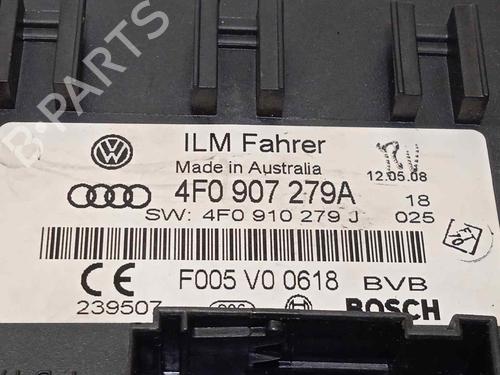 B-PARTS
ILM Fahrer
Made in Australia
12.05.08
4F0 907 279A
18
SW: 4F0 910 279 J
025
F005 V0 0618
BVB
239507
BOSCH